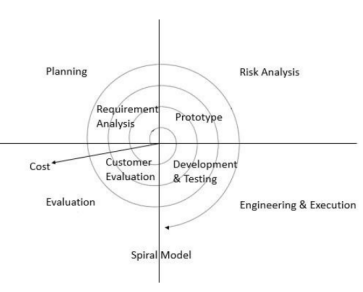 Planning
Risk Analysis
Requirement
Analysis
Prototype
Cost
Customer
Evaluation
Development
& Testing
Evaluation
Engineering & Execution
Spiral Model